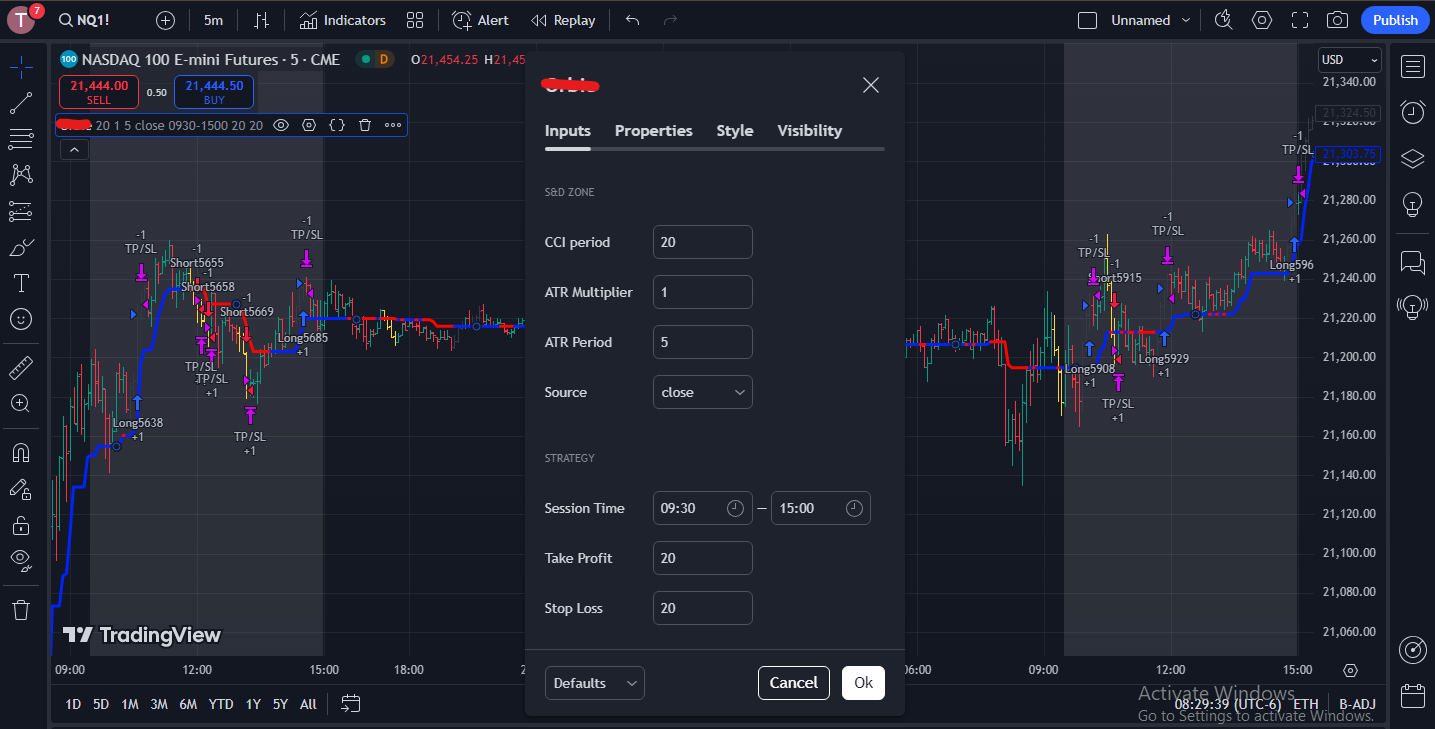 T 7 NQ1! 5m Indicators Alert Replay Unnamed Publish
100 NASDAQ 100 E-mini Futures · 5 · CME D O21,454.25 H21,45
USD
21,444.00 SELL 0.50 21,444.50 BUY
20 1 5 close 0930-1500 20 20
Inputs Properties Style Visibility
S&D ZONE
CCI period 20
ATR Multiplier 1
ATR Period 5
Source close
STRATEGY
Session Time 09:30 — 15:00
Take Profit 20
Stop Loss 20
Defaults Cancel Ok
-1
TP/SL
-1
Short5655
-1
Short5658
-1
Short5669
-1
TP/SL
Long5685
+1
TP/SL
TP/SL
+1
Long5638
+1
TP/SL
+1
-1
TP/SL
-1
Short5915
-1
TP/SL
Long5908
+1
TP/SL
+1
Long5929
+1
-1
TP/SL
Long596
+1
21,340.00
21,324.50
21,320.00
21,303.75
21,300.00
21,280.00
21,260.00
21,240.00
21,220.00
21,200.00
21,180.00
21,160.00
21,140.00
21,120.00
21,100.00
21,080.00
21,060.00
TradingView
09:00 12:00 15:00 18:00 2 06:00 09:00 12:00 15:00
1D 5D 1M 3M 6M YTD 1Y 5Y All 08:29:39 (UTC-6) ETH B-ADJ
Activate Windows
Go to Settings to activate Windows.